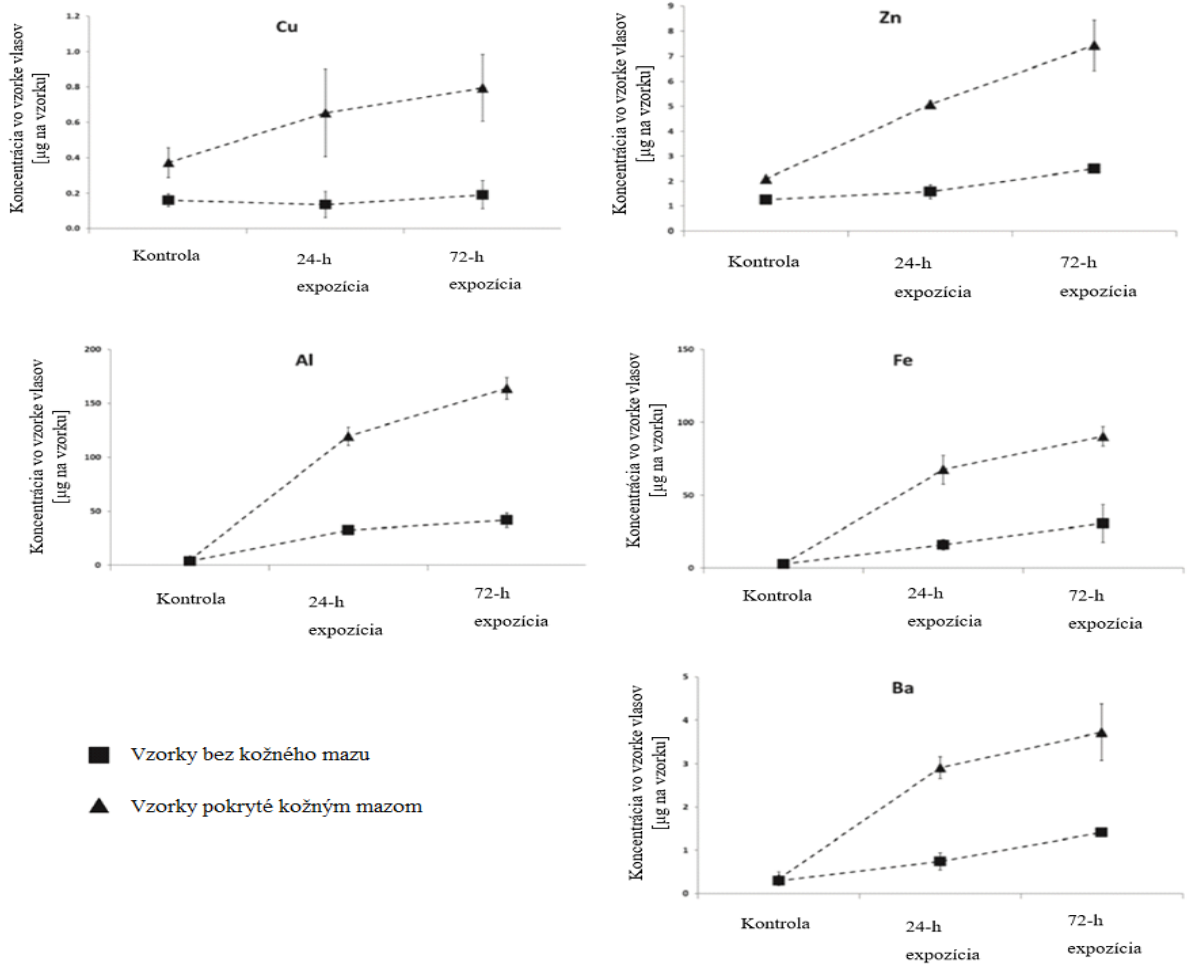 Cu
Koncentrácia vo vzorke vlasov
[µg na vzorku]
1.2
1.0
0.8
0.6
0.4
0.2
0.0
Kontrola
24-h
expozícia
72-h
expozícia
Zn
Koncentrácia vo vzorke vlasov
[µg na vzorku]
9
8
7
6
5
4
3
2
1
0
Kontrola
24-h
expozícia
72-h
expozícia
Al
Koncentrácia vo vzorke vlasov
[µg na vzorku]
200
150
100
50
0
Kontrola
24-h
expozícia
72-h
expozícia
Fe
Koncentrácia vo vzorke vlasov
[µg na vzorku]
150
100
50
0
Kontrola
24-h
expozícia
72-h
expozícia
Ba
Koncentrácia vo vzorke vlasov
[µg na vzorku]
5
4
3
2
1
0
Kontrola
24-h
expozícia
72-h
expozícia
Vzorky bez kožného mazu
Vzorky pokryté kožným mazom